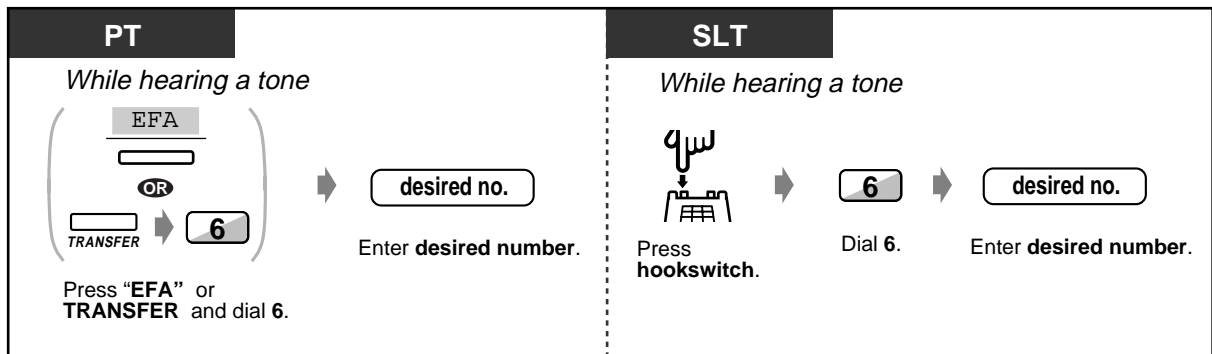 PT
While hearing a tone
EFA
OR
TRANSFER
6
Press “EFA” or
TRANSFER and dial 6.
desired no.
Enter desired number.
SLT
While hearing a tone
Press
hookswitch.
6
Dial 6.
desired no.
Enter desired number.